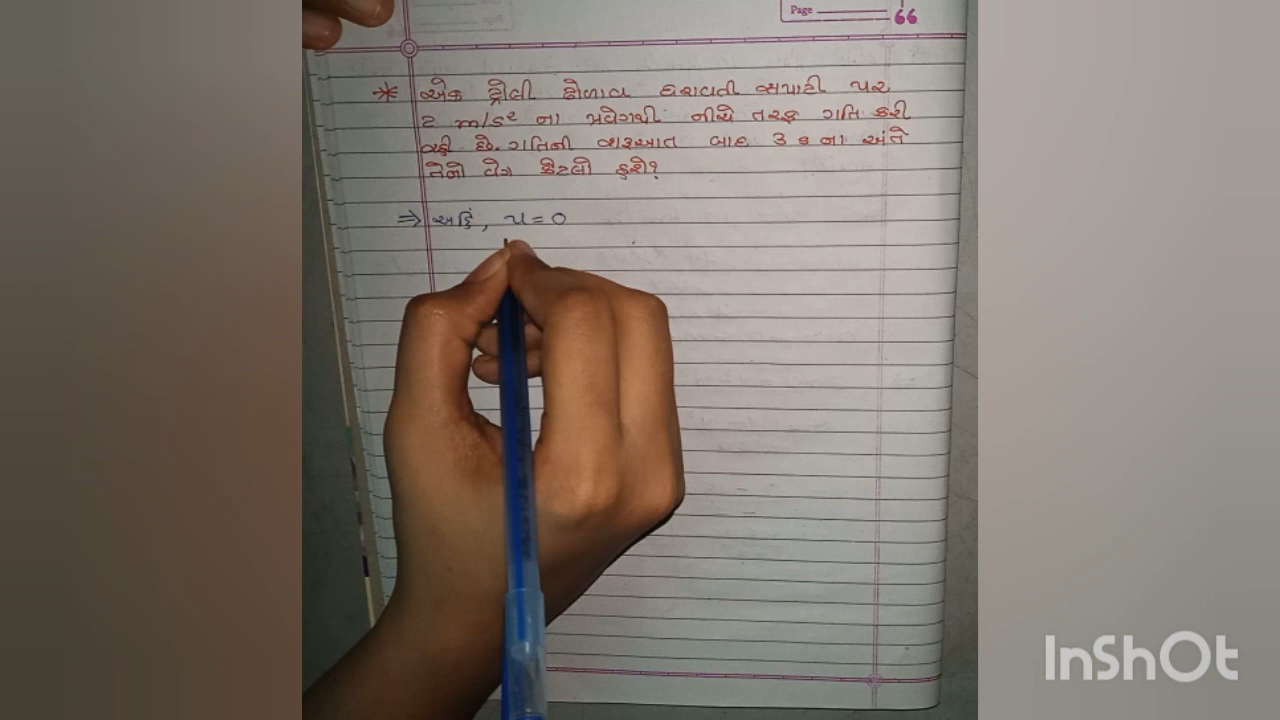 Page 66
* એક ટ્રોલી ઢોળાવ ધરાવતી સપાટી પર
2 m/s² ના પ્રવેગથી નીચે તરફ ગતિ કરી
રહી છે. ગતિની શરૂઆત બાદ 3 s ના અંતે
તેનો વેગ કેટલો હશે?
⇒ અહિં, u = 0
InShOt